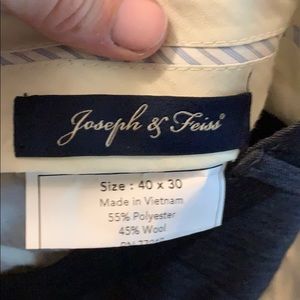 Joseph & Feiss®
Size : 40 x 30
Made in Vietnam
55% Polyester
45% Wool